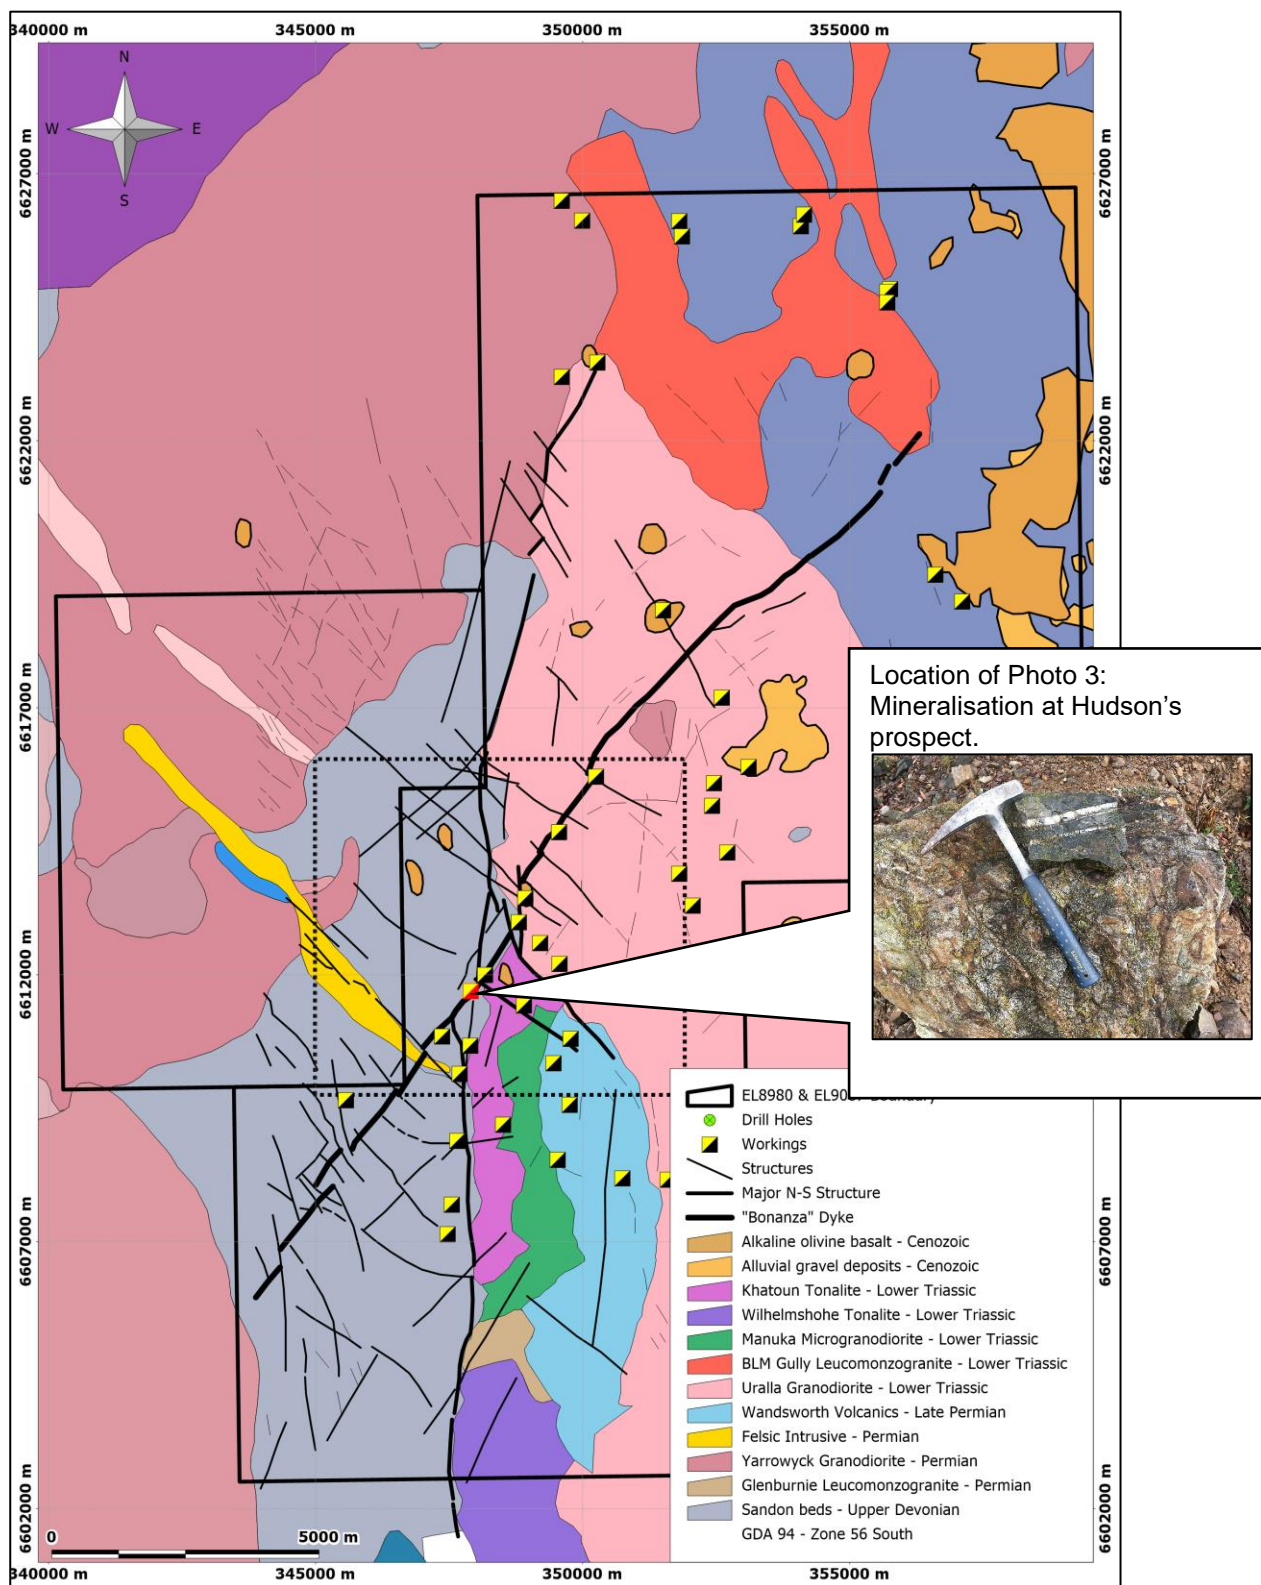 340000 m
345000 m
350000 m
355000 m
N
W
E
S
6627000 m
6627000 m
6622000 m
6622000 m
6617000 m
Location of Photo 3:
Mineralisation at Hudson's
prospect.
6612000 m
EL8980 & EL90
Drill Holes
Workings
Structures
Major N-S Structure
"Bonanza" Dyke
Alkaline olivine basalt - Cenozoic
Alluvial gravel deposits - Cenozoic
Khatoun Tonalite - Lower Triassic
Wilhelmshohe Tonalite - Lower Triassic
Manuka Microgranodiorite - Lower Triassic
BLM Gully Leucomonzogranite - Lower Triassic
Uralla Granodiorite - Lower Triassic
Wandsworth Volcanics - Late Permian
Felsic Intrusive - Permian
Yarrowyck Granodiorite - Permian
Glenburnie Leucomonzogranite - Permian
Sandon beds - Upper Devonian
GDA 94 - Zone 56 South
6607000 m
6607000 m
6602000 m
6602000 m
0
5000 m
340000 m
345000 m
350000 m
355000 m